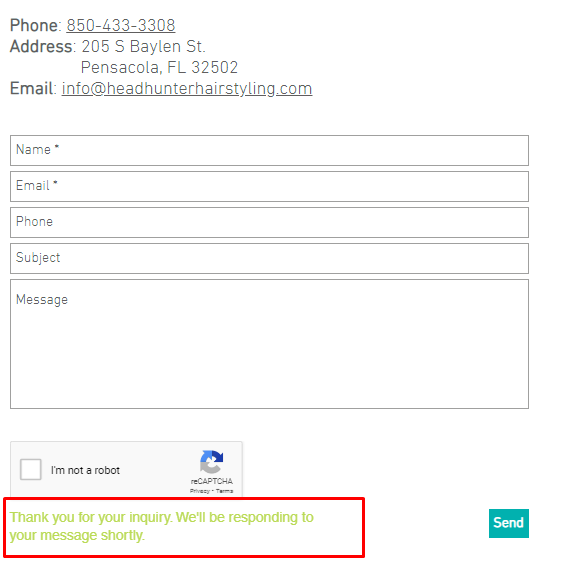 Phone: 850-433-3308
Address: 205 S Baylen St.
Pensacola, FL 32502
Email: info@headhunterhairstyling.com
Name *
Email *
Phone
Subject
Message
I'm not a robot
reCAPTCHA
Privacy - Terms
Thank you for your inquiry. We'll be responding to
your message shortly.
Send